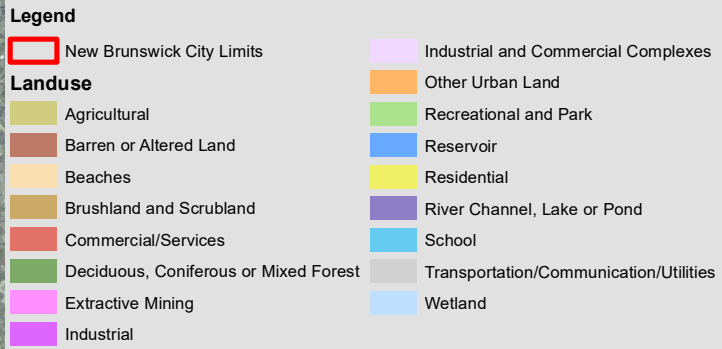 Legend
New Brunswick City Limits
Landuse
Agricultural
Barren or Altered Land
Beaches
Brushland and Scrubland
Commercial/Services
Deciduous, Coniferous or Mixed Forest
Extractive Mining
Industrial
Industrial and Commercial Complexes
Other Urban Land
Recreational and Park
Reservoir
Residential
River Channel, Lake or Pond
School
Transportation/Communication/Utilities
Wetland